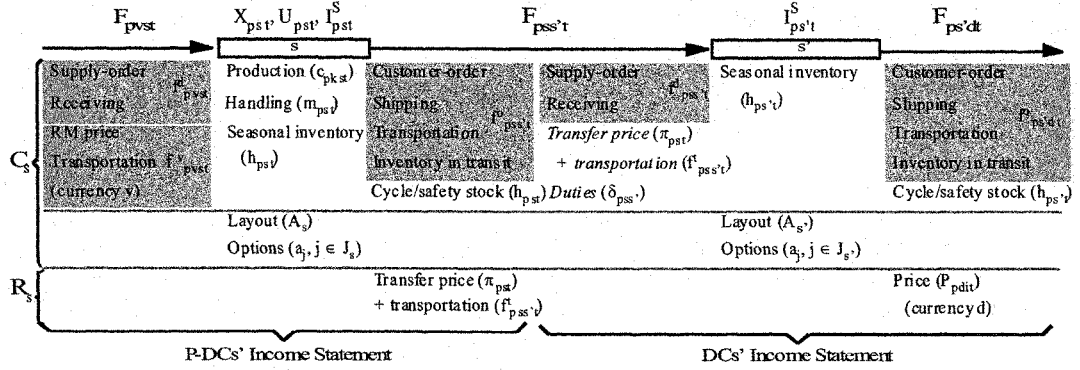 F_pvst X_pst, U_pst, I^S_pst F_pss't I^S_ps't F_ps'dt
s s'
Supply-order Production (c_pkst) Customer-order Supply-order Seasonal inventory Customer-order
Receiving Handling (m_pst) Shipping Receiving (h_ps't) Shipping
RM price Seasonal inventory Transportation Transfer price (π_pst) Transportation
Transportation (h_pst) Inventory in transit + transportation (f^t_pss't) Inventory in transit
(currency v) Cycle/safety stock (h_pst) Duties (δ_pss') Cycle/safety stock (h_ps't)
C_s
Layout (A_s) Layout (A_s')
Options (a_j, j ∈ J_s) Options (a_j, j ∈ J_s')
R_s Transfer price (π_pst) Price (P_pdit)
+ transportation (f^t_pss't) (currency d)
P-DCs' Income Statement DCs' Income Statement